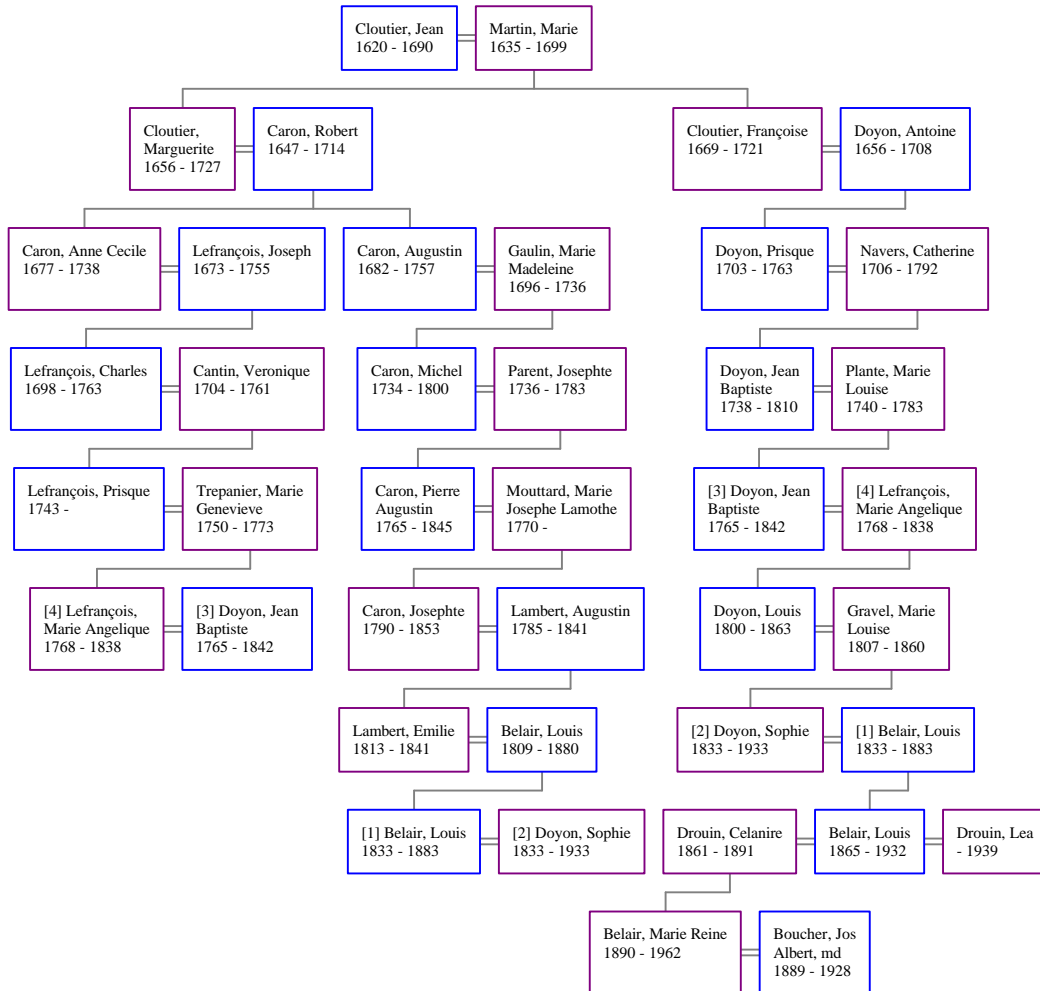 Cloutier, Jean
1620 - 1690
Martin, Marie
1635 - 1699
Cloutier,
Marguerite
1656 - 1727
Caron, Robert
1647 - 1714
Cloutier, Françoise
1669 - 1721
Doyon, Antoine
1656 - 1708
Caron, Anne Cecile
1677 - 1738
Lefrançois, Joseph
1673 - 1755
Caron, Augustin
1682 - 1757
Gaulin, Marie
Madeleine
1696 - 1736
Doyon, Prisque
1703 - 1763
Navers, Catherine
1706 - 1792
Lefrançois, Charles
1698 - 1763
Cantin, Veronique
1704 - 1761
Caron, Michel
1734 - 1800
Parent, Josephte
1736 - 1783
Doyon, Jean
Baptiste
1738 - 1810
Plante, Marie
Louise
1740 - 1783
Lefrançois, Prisque
1743 -
Trepanier, Marie
Genevieve
1750 - 1773
Caron, Pierre
Augustin
1765 - 1845
Mouttard, Marie
Josephe Lamothe
1770 -
[3] Doyon, Jean
Baptiste
1765 - 1842
[4] Lefrançois,
Marie Angelique
1768 - 1838
[4] Lefrançois,
Marie Angelique
1768 - 1838
[3] Doyon, Jean
Baptiste
1765 - 1842
Caron, Josephte
1790 - 1853
Lambert, Augustin
1785 - 1841
Doyon, Louis
1800 - 1863
Gravel, Marie
Louise
1807 - 1860
Lambert, Emilie
1813 - 1841
Belair, Louis
1809 - 1880
[2] Doyon, Sophie
1833 - 1933
[1] Belair, Louis
1833 - 1883
[1] Belair, Louis
1833 - 1883
[2] Doyon, Sophie
1833 - 1933
Drouin, Celanire
1861 - 1891
Belair, Louis
1865 - 1932
Drouin, Lea
- 1939
Belair, Marie Reine
1890 - 1962
Boucher, Jos
Albert, md
1889 - 1928